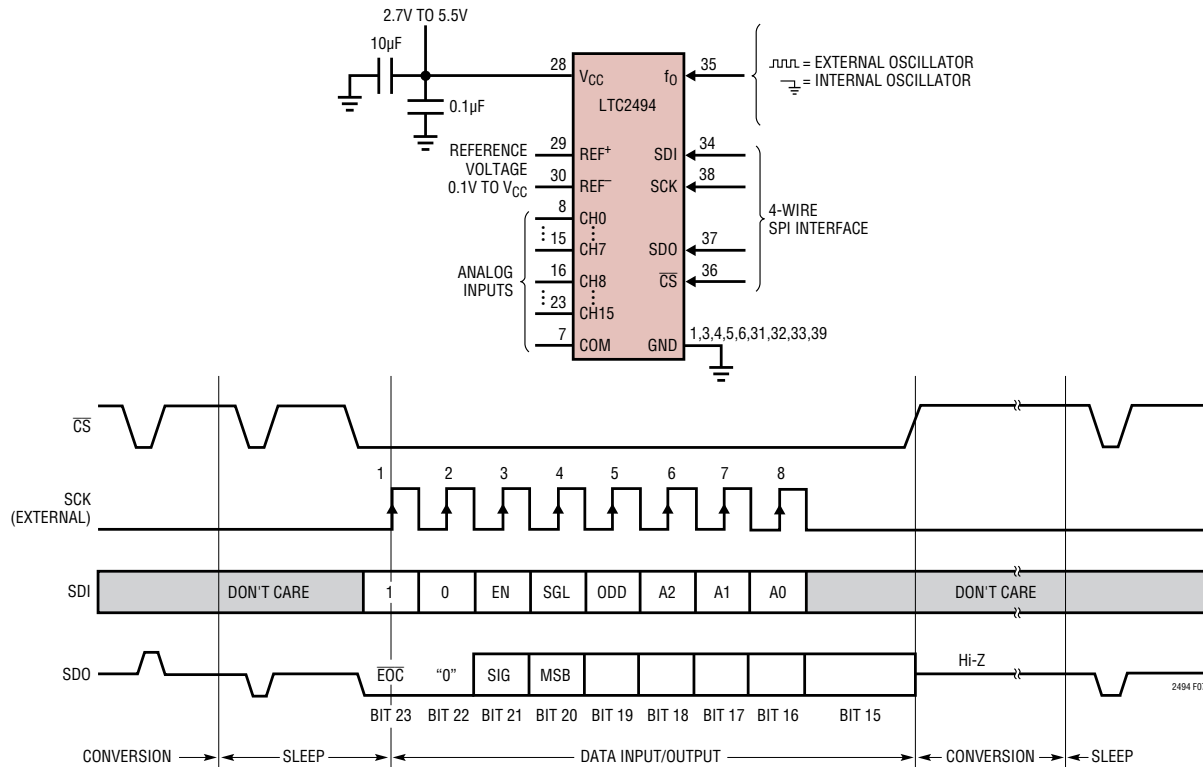 2.7V TO 5.5V
10µF
0.1µF
28
VCC
LTC2494
fO
35
= EXTERNAL OSCILLATOR
= INTERNAL OSCILLATOR
REFERENCE
VOLTAGE
0.1V TO VCC
29
REF+
30
REF–
SDI
34
SCK
38
4-WIRE
SPI INTERFACE
SDO
37
CS
36
ANALOG
INPUTS
8
CH0
15
CH7
16
CH8
23
CH15
7
COM
GND
1,3,4,5,6,31,32,33,39
CS
SCK
(EXTERNAL)
1 2 3 4 5 6 7 8
SDI
DON'T CARE 1 0 EN SGL ODD A2 A1 A0 DON'T CARE
SDO
EOC "0" SIG MSB Hi-Z
2494 F07
BIT 23 BIT 22 BIT 21 BIT 20 BIT 19 BIT 18 BIT 17 BIT 16 BIT 15
CONVERSION SLEEP DATA INPUT/OUTPUT CONVERSION SLEEP